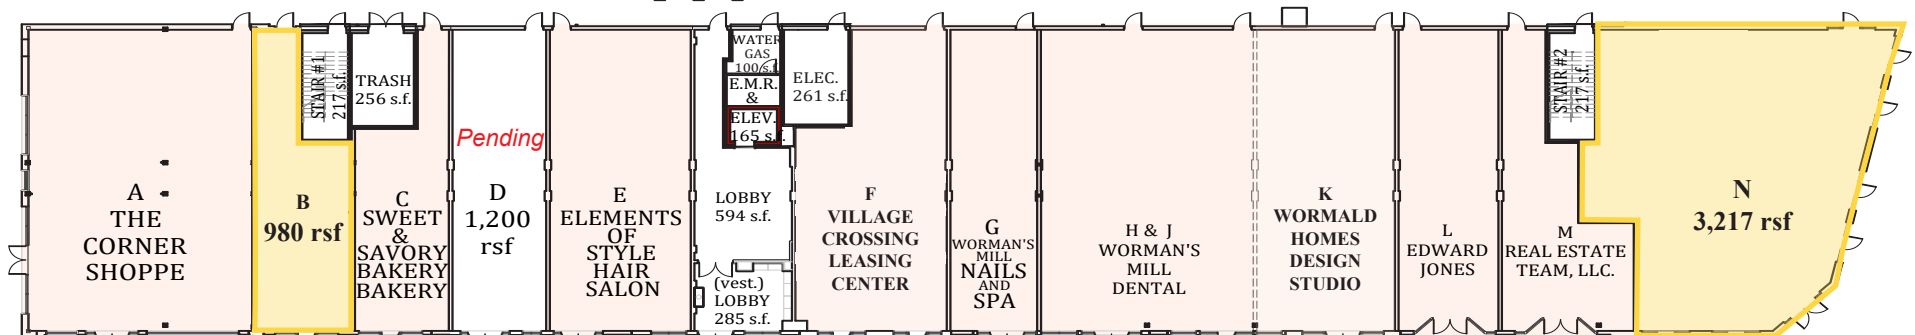 A
THE
CORNER
SHOPPE
B
980 rsf
STAIR #1
217 s.f.
TRASH
256 s.f.
C
SWEET
&
SAVORY
BAKERY
BAKERY
Pending
D
1,200
rsf
E
ELEMENTS
OF
STYLE
HAIR
SALON
WATER
GAS
100 s.f.
E.M.R.
&
ELEV.
165 s.f.
ELEC.
261 s.f.
LOBBY
594 s.f.
(vest.)
LOBBY
285 s.f.
F
VILLAGE
CROSSING
LEASING
CENTER
G
WORMAN'S
MILL
NAILS
AND
SPA
H & J
WORMAN'S
MILL
DENTAL
K
WORMALD
HOMES
DESIGN
STUDIO
L
EDWARD
JONES
M
REAL ESTATE
TEAM, LLC.
STAIR #2
217 s.f.
N
3,217 rsf